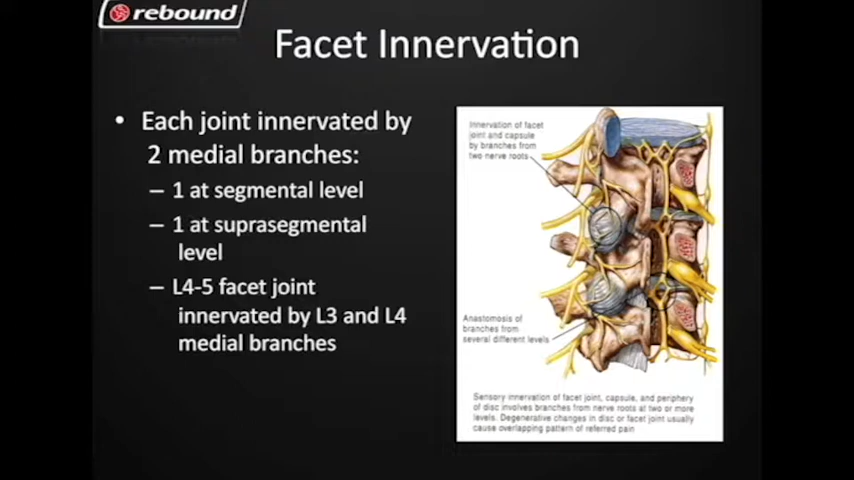 rebound
Facet Innervation
• Each joint innervated by
2 medial branches:
– 1 at segmental level
– 1 at suprasegmental
level
– L4-5 facet joint
innervated by L3 and L4
medial branches
Innervation of facet
joint and capsule
by branches from
two nerve roots
Anastomosis of
branches from
several different levels
Sensory innervation of facet joint, capsule, and periphery
of disc involves branches from nerve roots at two or more
levels. Degenerative changes in disc or facet joint usually
cause overlapping pattern of referred pain